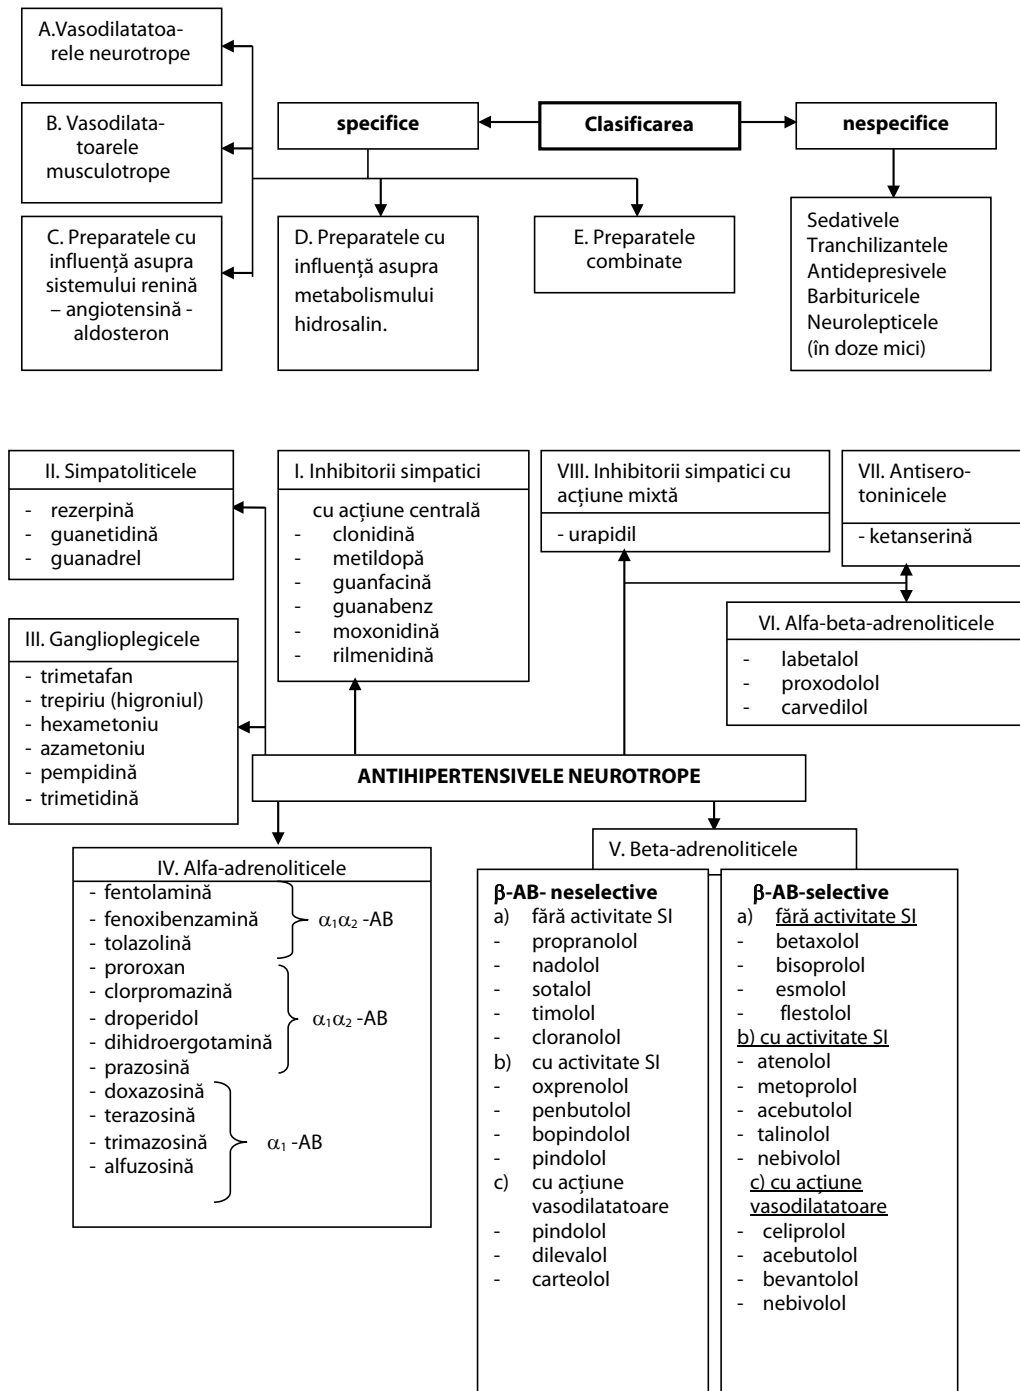 A.Vasodilatatoa-
rele neurotrope
B. Vasodilata-
toarele
musculotrope
C. Preparatele cu
influență asupra
sistemului renină
– angiotensină -
aldosteron
specifice
Clasificarea
nespecifice
D. Preparatele cu
influență asupra
metabolismului
hidrosalin.
E. Preparatele
combinate
Sedativele
Tranchilizantele
Antidepresivele
Barbituricele
Neurolepticele
(în doze mici)
II. Simpatoliticele
- rezerpină
- guanetidină
- guanadrel
I. Inhibitorii simpatici
cu acțiune centrală
- clonidină
- metildopă
- guanfacină
- guanabenz
- moxonidină
- rilmenidină
VIII. Inhibitorii simpatici cu
acțiune mixtă
- urapidil
VII. Antisero-
toninicele
- ketanserină
III. Ganglioplegicele
- trimetafan
- trepiriu (higroniul)
- hexametoniu
- azametoniu
- pempidină
- trimetidină
VI. Alfa-beta-adrenoliticele
- labetalol
- proxodolol
- carvedilol
ANTIHIPERTENSIVELE NEUROTROPE
IV. Alfa-adrenoliticele
- fentolamină
- fenoxibenzamină
- tolazolină
α1α2 -AB
- proroxan
- clorpromazină
- droperidol
- dihidroergotamină
- prazosină
α1α2 -AB
- doxazosină
- terazosină
- trimazosină
- alfuzosină
α1 -AB
V. Beta-adrenoliticele
β-AB- neselective
a) fără activitate SI
- propranolol
- nadolol
- sotalol
- timolol
- cloranolol
b) cu activitate SI
- oxprenolol
- penbutolol
- bopindolol
- pindolol
c) cu acțiune
vasodilatatoare
- pindolol
- dilevalol
- carteolol
β-AB-selective
a) fără activitate SI
- betaxolol
- bisoprolol
- esmolol
- flestolol
b) cu activitate SI
- atenolol
- metoprolol
- acebutolol
- talinolol
- nebivolol
c) cu acțiune
vasodilatatoare
- celiprolol
- acebutolol
- bevantolol
- nebivolol